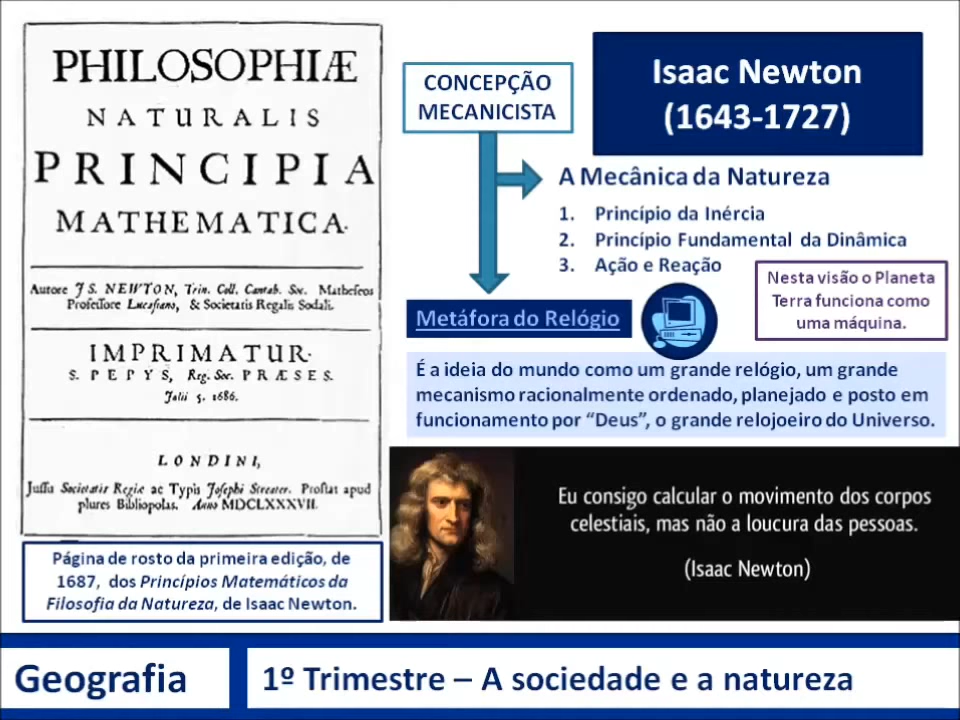 PHILOSOPHIÆ
NATURALIS
PRINCIPIA
MATHEMATICA.
Autore JS. NEWTON, Trin. Coll. Cantab. Soc. Matheseos
Professore Lucasiano, & Societatis Regalis Sodali.
IMPRIMATUR.
S. PEPYS, Reg. Soc. PRÆSES.
Julii 5. 1686.
LONDINI,
Jussu Societatis Regiæ ac Typis Josephi Streater. Prostat apud
plures Bibliopolas. Anno MDCLXXXVII.
Página de rosto da primeira edição, de
1687, dos Princípios Matemáticos da
Filosofia da Natureza, de Isaac Newton.
CONCEPÇÃO
MECANICISTA
Isaac Newton
(1643-1727)
A Mecânica da Natureza
1. Princípio da Inércia
2. Princípio Fundamental da Dinâmica
3. Ação e Reação
Nesta visão o Planeta
Terra funciona como
uma máquina.
Metáfora do Relógio
É a ideia do mundo como um grande relógio, um grande
mecanismo racionalmente ordenado, planejado e posto em
funcionamento por “Deus”, o grande relojoeiro do Universo.
Eu consigo calcular o movimento dos corpos
celestiais, mas não a loucura das pessoas.
(Isaac Newton)
Geografia
1º Trimestre – A sociedade e a natureza